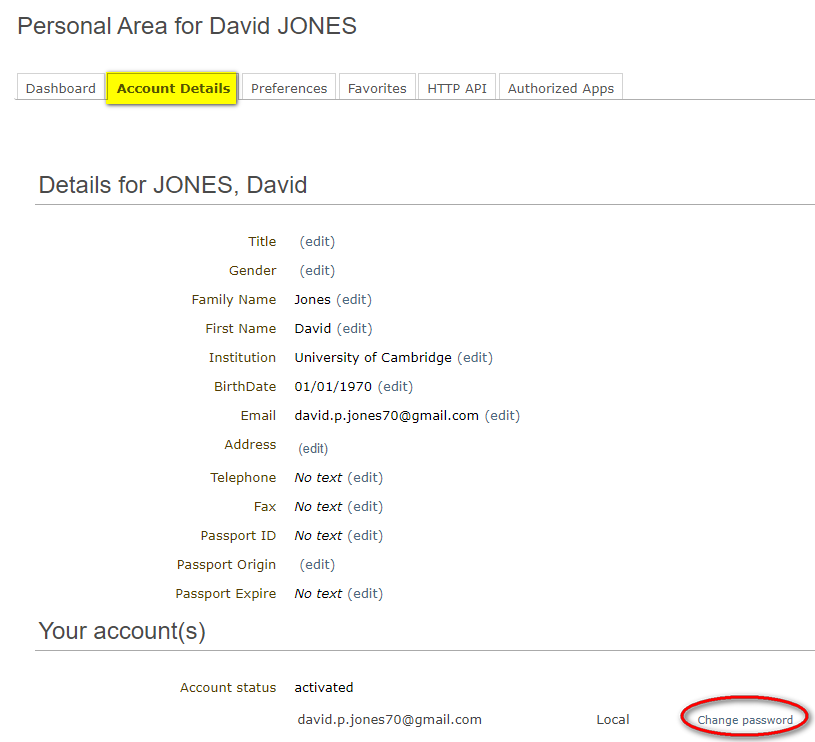 Personal Area for David JONES
Dashboard Account Details Preferences Favorites HTTP API Authorized Apps
Details for JONES, David
Title (edit)
Gender (edit)
Family Name Jones (edit)
First Name David (edit)
Institution University of Cambridge (edit)
BirthDate 01/01/1970 (edit)
Email david.p.jones70@gmail.com (edit)
Address (edit)
Telephone No text (edit)
Fax No text (edit)
Passport ID No text (edit)
Passport Origin (edit)
Passport Expire No text (edit)
Your account(s)
Account status activated
david.p.jones70@gmail.com Local Change password